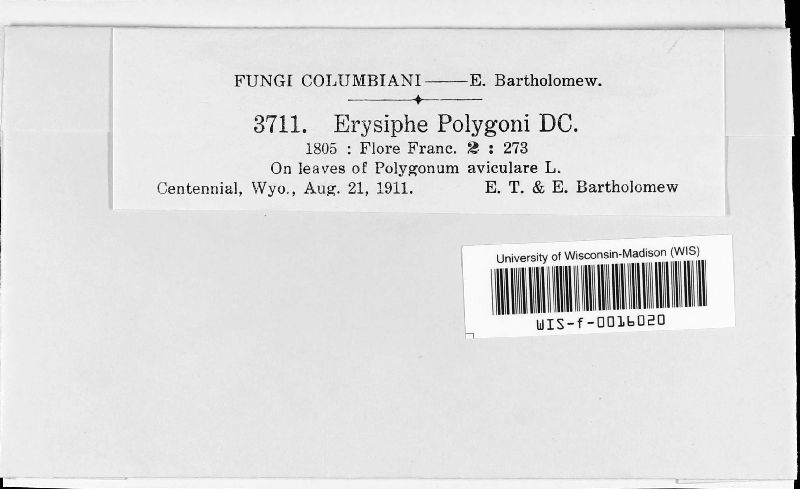 FUNGI COLUMBIANI——E. Bartholomew.
3711. Erysiphe Polygoni DC.
1805 : Flore Franc. 2 : 273
On leaves of Polygonum aviculare L.
Centennial, Wyo., Aug. 21, 1911. E. T. & E. Bartholomew
University of Wisconsin-Madison (WIS)
WIS-f-0016020